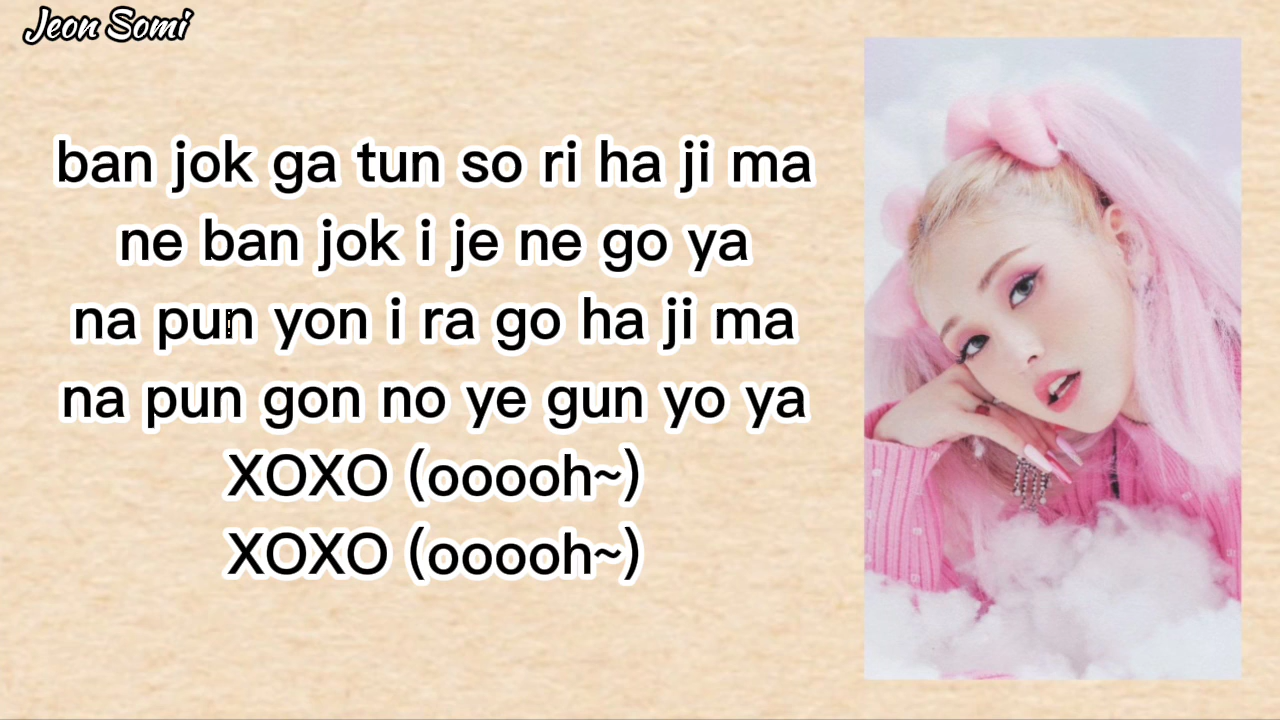 Jeon Somi
ban jok ga tun so ri ha ji ma
ne ban jok i je ne go ya
na pun yon i ra go ha ji ma
na pun gon no ye gun yo ya
XOXO (ooooh~)
XOXO (ooooh~)